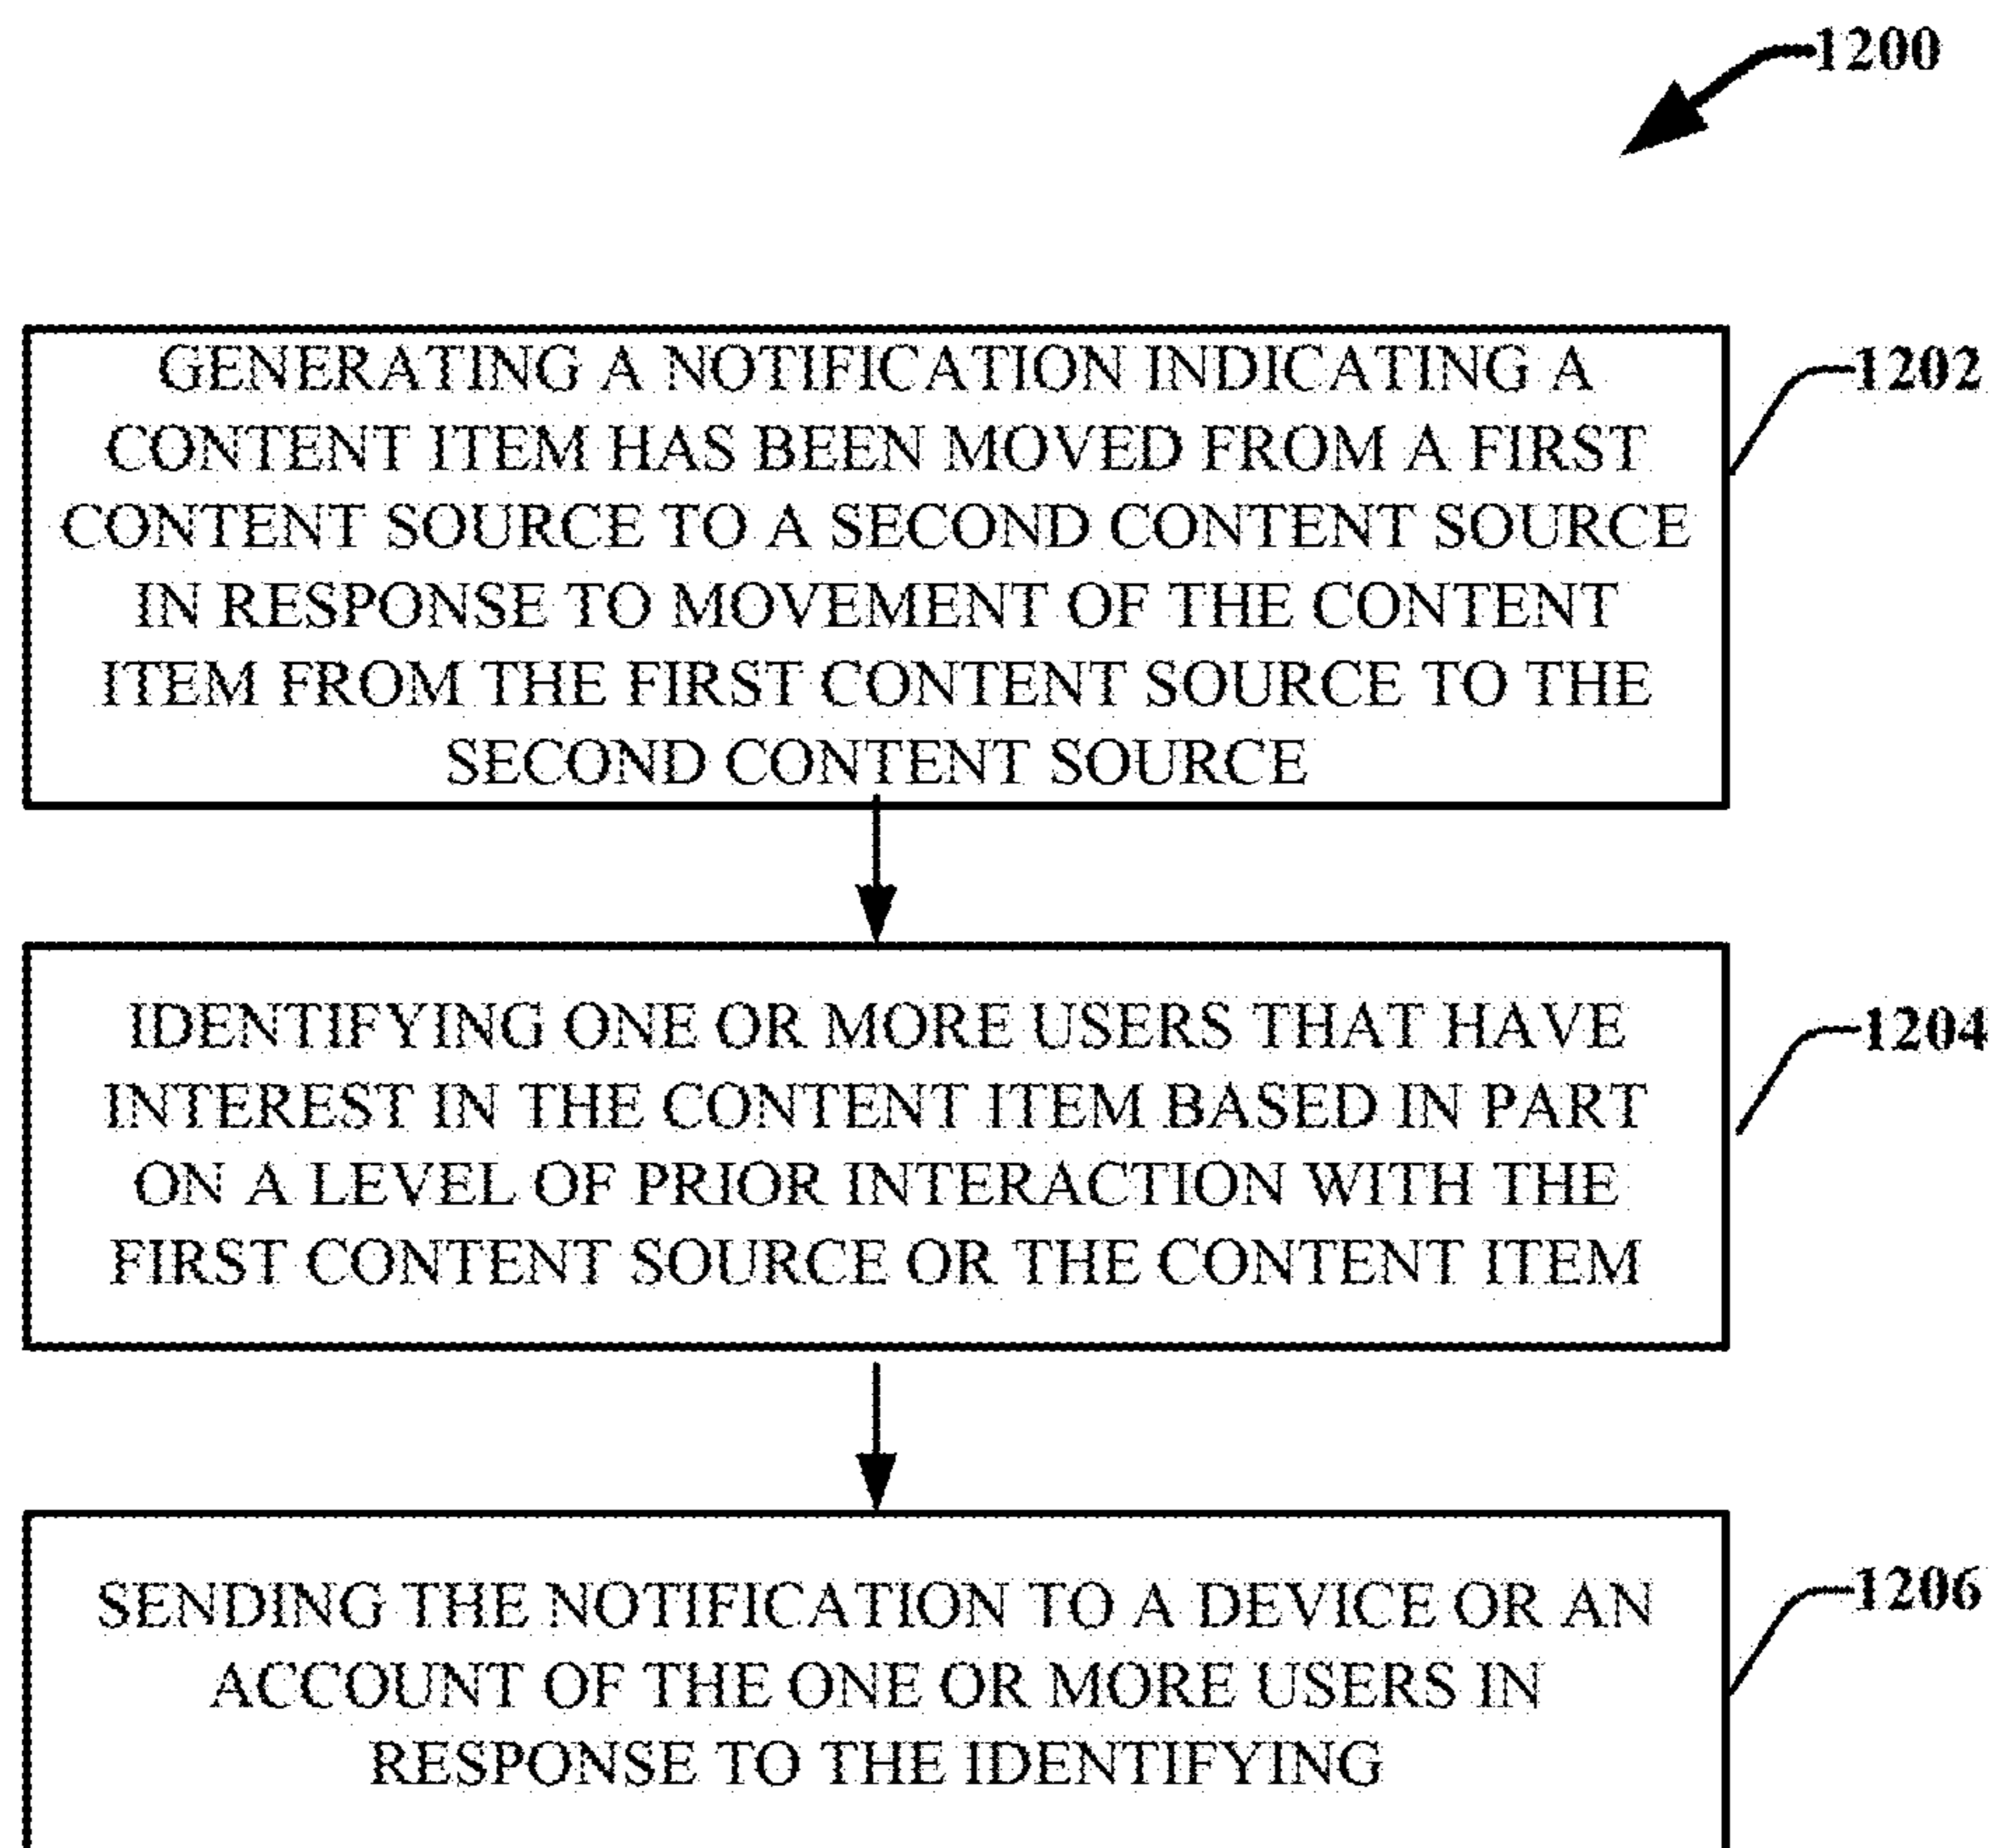 1200
GENERATING A NOTIFICATION INDICATING A
1202
CONTENT ITEM HAS BEEN MOVED FROM A FIRST
CONTENT SOURCE TO A SECOND CONTENT SOURCE
IN RESPONSE TO MOVEMENT OF THE CONTENT
ITEM FROM THE FIRST CONTENT SOURCE TO THE
SECOND CONTENT SOURCE
IDENTIFYING ONE OR MORE USERS THAT HAVE
1204
INTEREST IN THE CONTENT ITEM BASED IN PART
ON A LEVEL OF PRIOR INTERACTION WITH THE
FIRST CONTENT SOURCE OR THE CONTENT ITEM
SENDING THE NOTIFICATION TO A DEVICE OR AN
1206
ACCOUNT OF THE ONE OR MORE USERS IN
RESPONSE TO THE IDENTIFYING